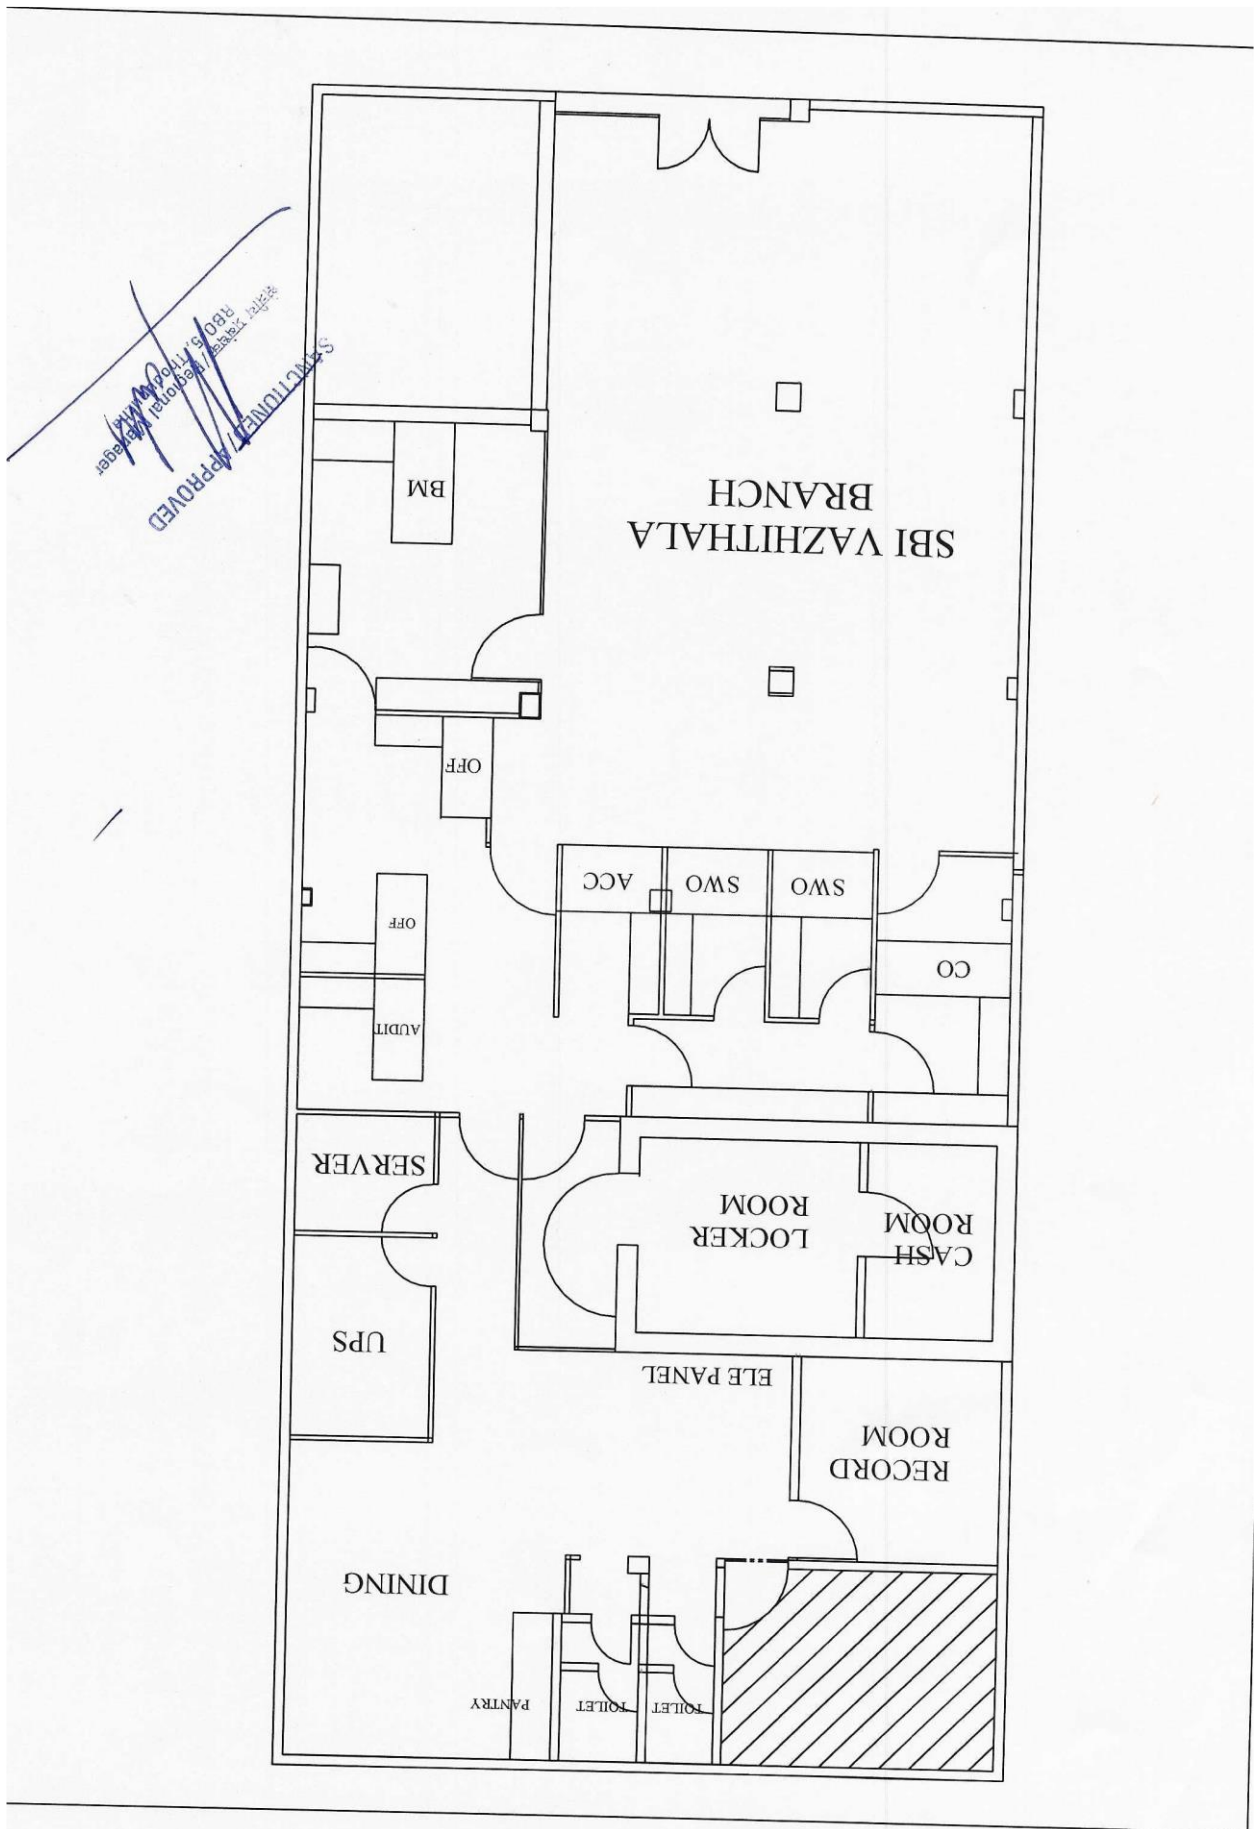 TOILET
TOILET
PANTRY
DINING
RECORD
ROOM
ELE PANEL
UPS
CASH
ROOM
LOCKER
ROOM
SERVER
AUDIT
CO
OFF
SWO
SWO
ACC
OFF
SBI VAZHITHALA
BRANCH
BM
SANCTIONED / APPROVED
/ Regional Manager
RBO 5,